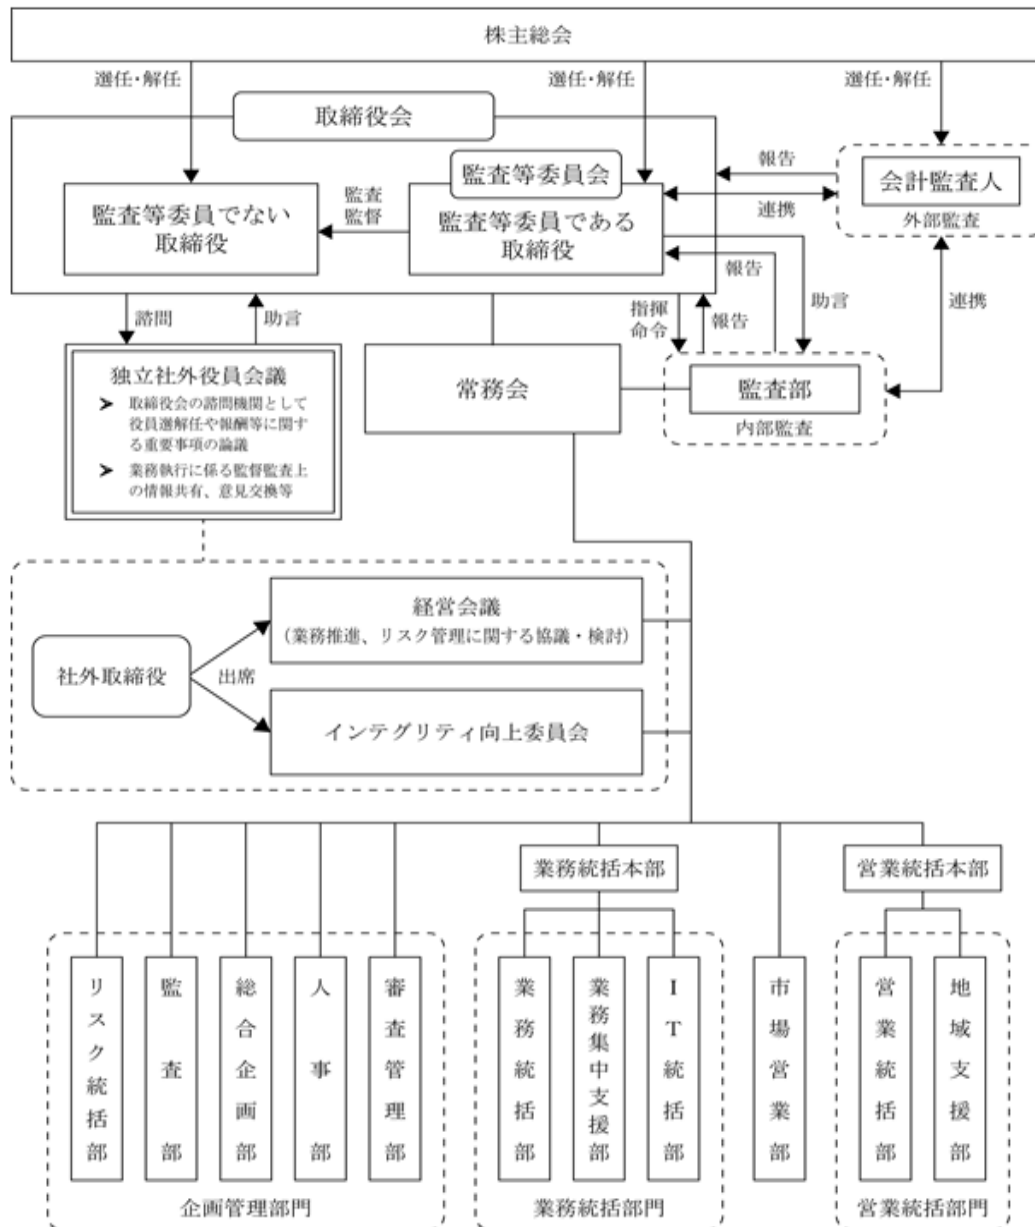 株主総会
選任・解任
選任・解任
選任・解任
取締役会
監査等委員会
監査等委員でない
取締役
監査
監督
監査等委員である
取締役
報告
連携
会計監査人
外部監査
報告
助言
連携
諮問
助言
指揮
命令
報告
独立社外役員会議
➤ 取締役会の諮問機関として
役員選解任や報酬等に関す
る重要事項の論議
➤ 業務執行に係る監督監査上
の情報共有、意見交換等
常務会
監査部
内部監査
社外取締役
出席
経営会議
(業務推進、リスク管理に関する協議・検討)
インテグリティ向上委員会
業務統括本部
営業統括本部
リスク統括部
監査部
総合企画部
人事部
審査管理部
業務統括部
業務集中支援部
IT統括部
市場営業部
営業統括部
地域支援部
企画管理部門
業務統括部門
営業統括部門